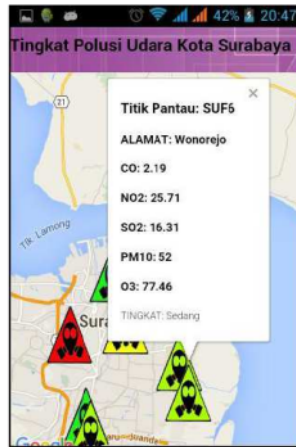 42% 20:47
Tingkat Polusi Udara Kota Surabaya
21
×
Titik Pantau: SUF6
ALAMAT: Wonorejo
CO: 2.19
NO2: 25.71
SO2: 16.31
PM10: 52
O3: 77.46
TINGKAT: Sedang
Tlk. Lamong
Sura
Google